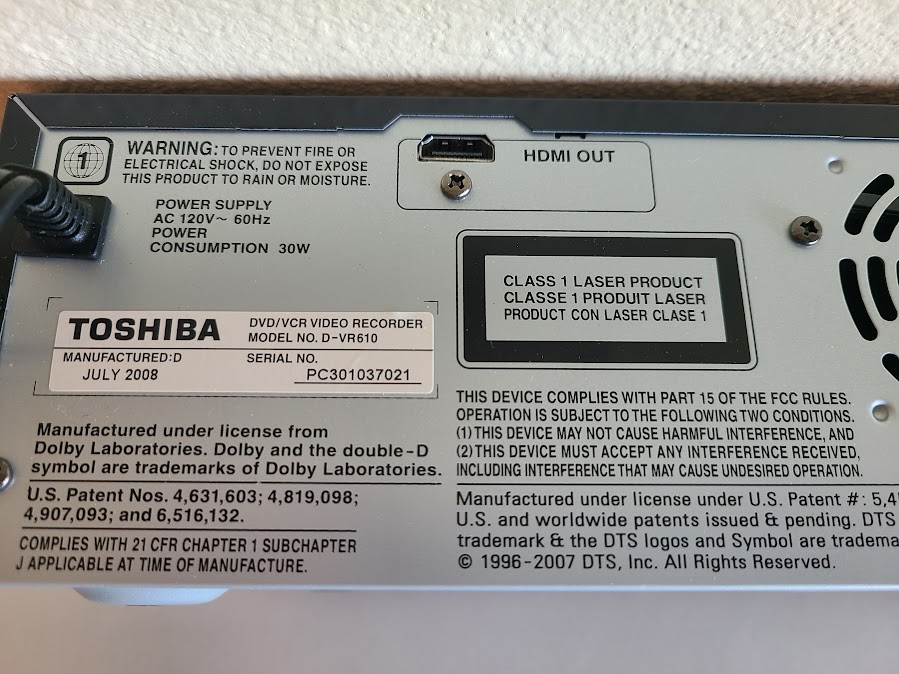 1
WARNING: TO PREVENT FIRE OR
ELECTRICAL SHOCK, DO NOT EXPOSE
THIS PRODUCT TO RAIN OR MOISTURE.
POWER SUPPLY
AC 120V~ 60Hz
POWER
CONSUMPTION 30W
HDMI OUT
CLASS 1 LASER PRODUCT
CLASSE 1 PRODUIT LASER
PRODUCT CON LASER CLASE 1
TOSHIBA
DVD/VCR VIDEO RECORDER
MODEL NO. D-VR610
MANUFACTURED:D
JULY 2008
SERIAL NO.
PC301037021
Manufactured under license from
Dolby Laboratories. Dolby and the double-D
symbol are trademarks of Dolby Laboratories.
U.S. Patent Nos. 4,631,603; 4,819,098;
4,907,093; and 6,516,132.
COMPLIES WITH 21 CFR CHAPTER 1 SUBCHAPTER
J APPLICABLE AT TIME OF MANUFACTURE.
THIS DEVICE COMPLIES WITH PART 15 OF THE FCC RULES.
OPERATION IS SUBJECT TO THE FOLLOWING TWO CONDITIONS.
(1) THIS DEVICE MAY NOT CAUSE HARMFUL INTERFERENCE, AND
(2) THIS DEVICE MUST ACCEPT ANY INTERFERENCE RECEIVED,
INCLUDING INTERFERENCE THAT MAY CAUSE UNDESIRED OPERATION.
Manufactured under license under U.S. Patent #: 5,4
U.S. and worldwide patents issued & pending. DTS
trademark & the DTS logos and Symbol are tradema
© 1996-2007 DTS, Inc. All Rights Reserved.